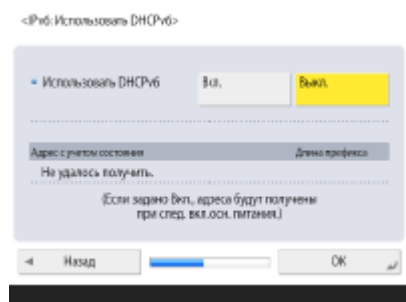 <IPv6: Использовать DHCPv6>
Использовать DHCPv6
Вкл.
Выкл.
Адрес с учетом состояния
Длина префикса
Не удалось получить.
(Если задано Вкл., адреса будут получены
при след. вкл.осн. питания.)
Назад
OK